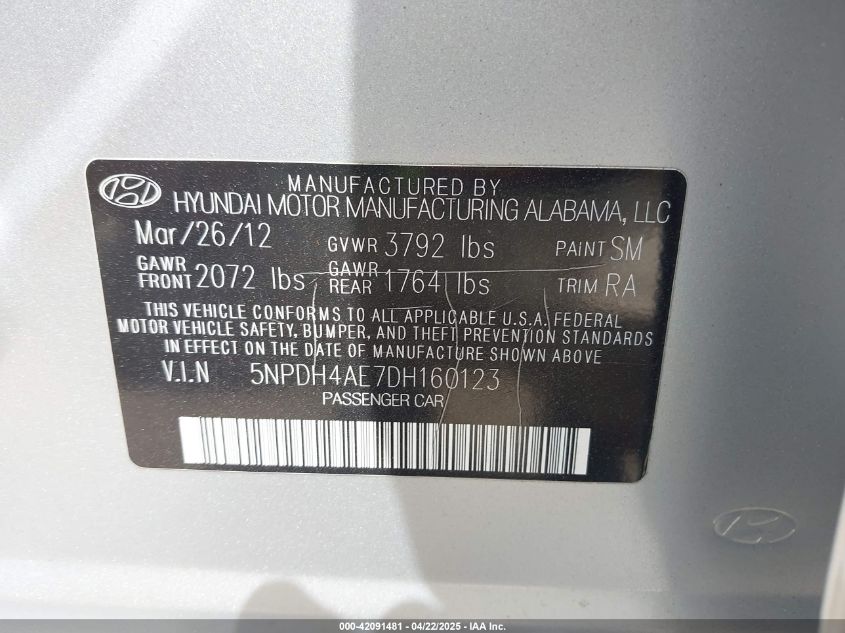 MANUFACTURED BY
HYUNDAI MOTOR MANUFACTURING ALABAMA, LLC
Mar/26/12 GVWR 3792 lbs PAINT SM
GAWR FRONT 2072 lbs GAWR REAR 1764 lbs TRIM RA
THIS VEHICLE CONFORMS TO ALL APPLICABLE U.S.A. FEDERAL
MOTOR VEHICLE SAFETY, BUMPER, AND THEFT PREVENTION STANDARDS
IN EFFECT ON THE DATE OF MANUFACTURE SHOWN ABOVE
V.I.N 5NPDH4AE7DH160123
PASSENGER CAR
000-42091481 - 04/22/2025 - IAA Inc.